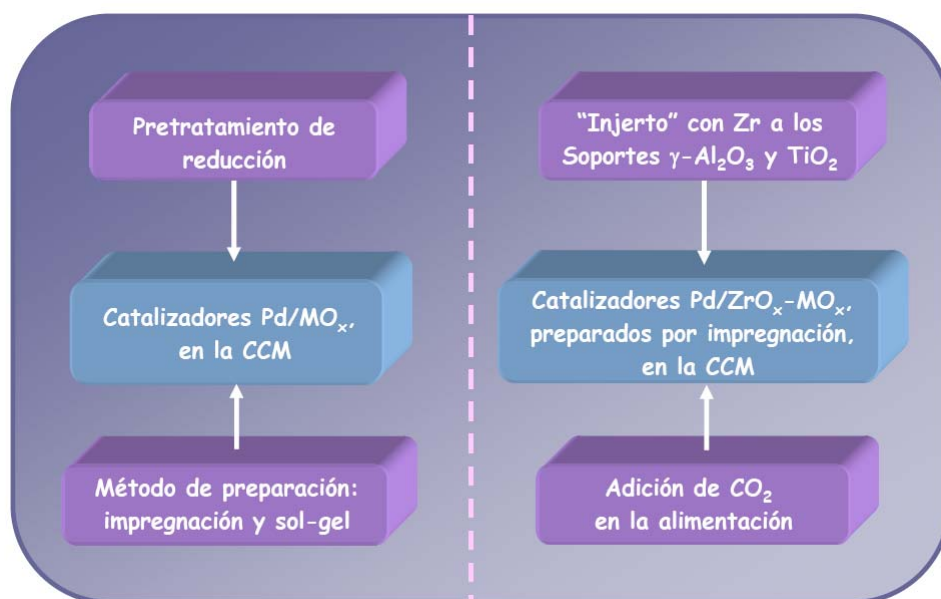 Pretratamiento de
reducción
Catalizadores Pd/MOₓ,
en la CCM
Método de preparación:
impregnación y sol-gel
“Injerto” con Zr a los
Soportes γ-Al₂O₃ y TiO₂
Catalizadores Pd/ZrOₓ-MOₓ,
preparados por impregnación,
en la CCM
Adición de CO₂
en la alimentación